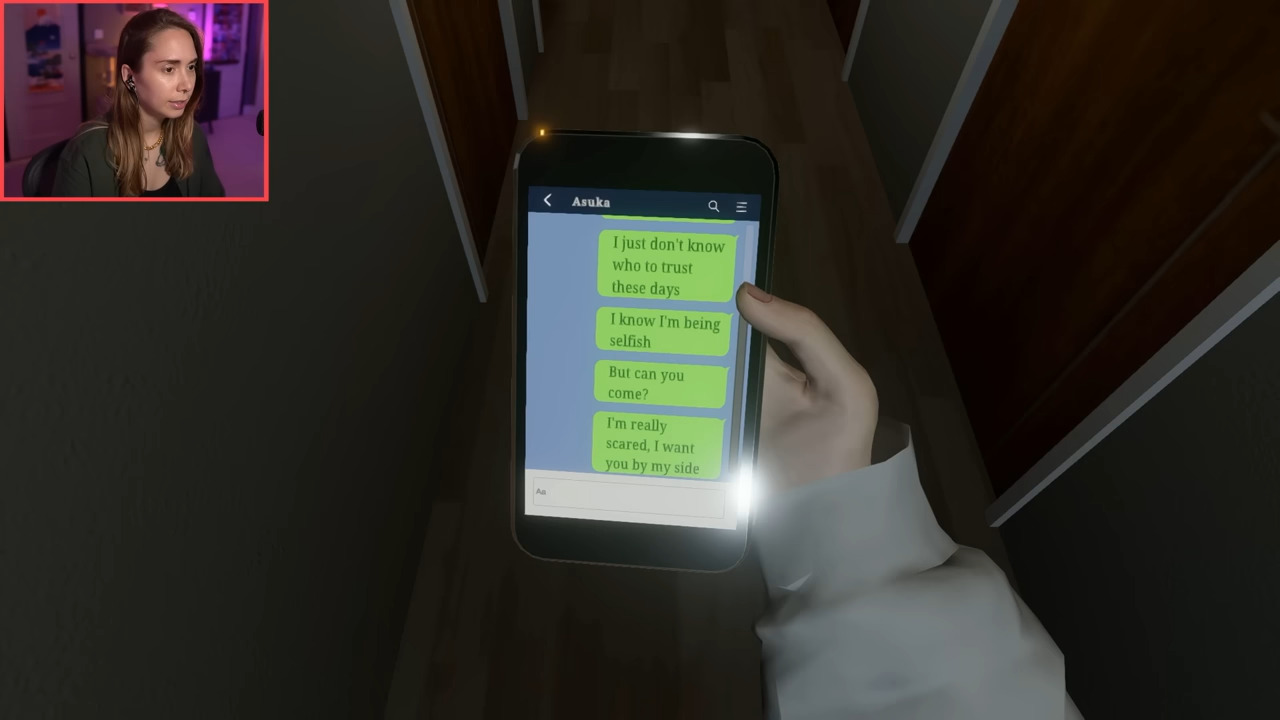 Asuka
I just don't know
who to trust
these days
I know I'm being
selfish
But can you
come?
I'm really
scared, I want
you by my side
Aa